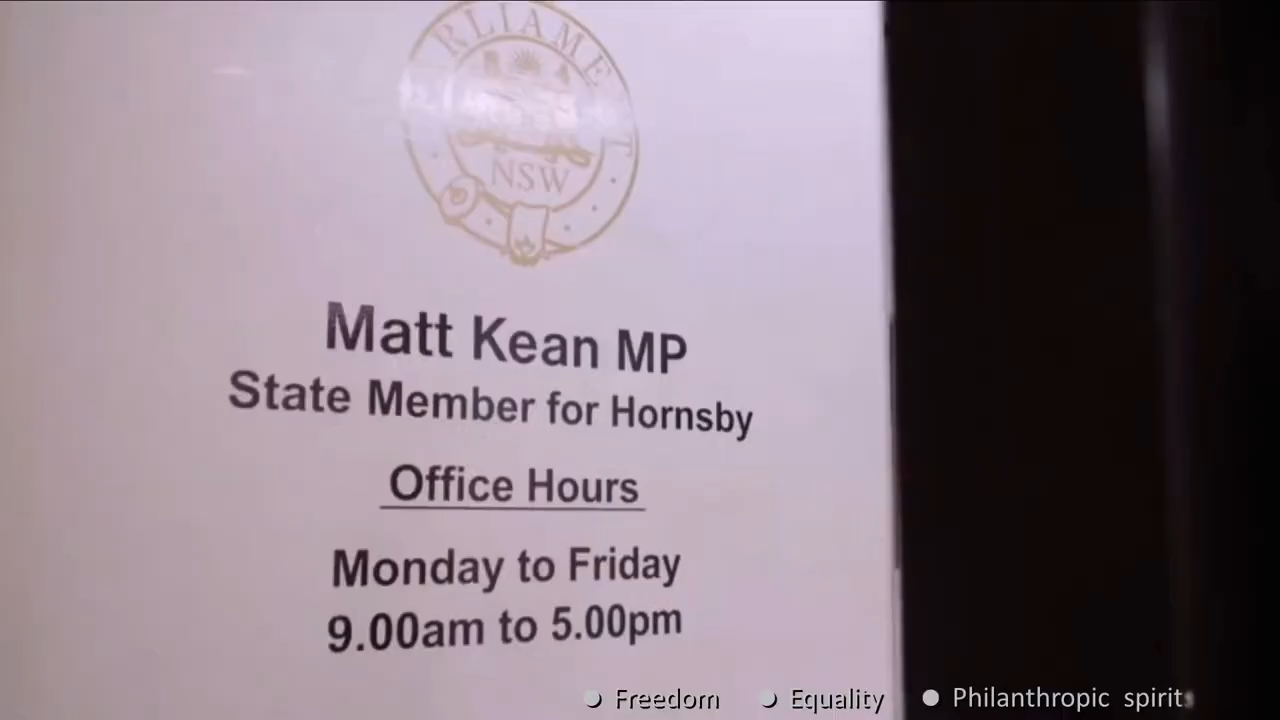 RLIAMENT
NSW
Matt Kean MP
State Member for Hornsby
Office Hours
Monday to Friday
9.00am to 5.00pm
Freedom Equality Philanthropic spirit